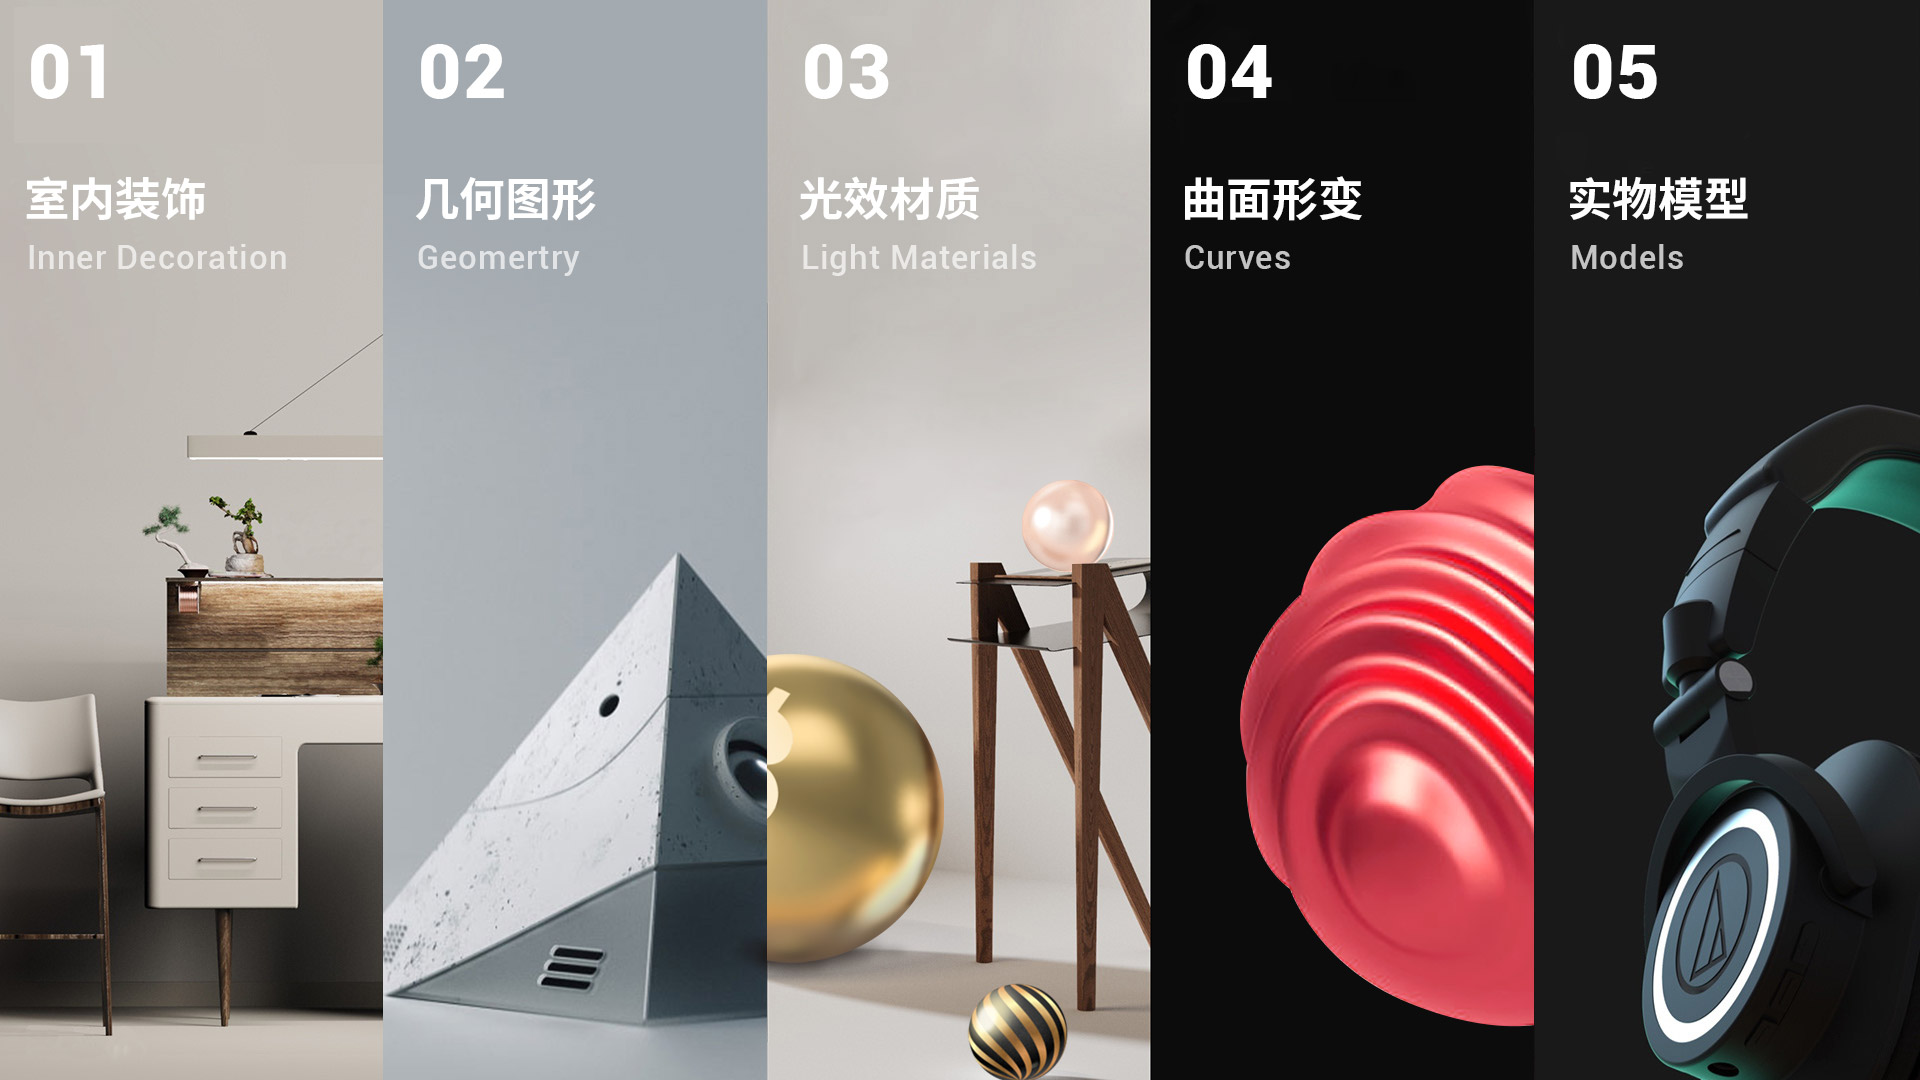 01
室内装饰
Inner Decoration
02
几何图形
Geomertry
03
光效材质
Light Materials
04
曲面形变
Curves
05
实物模型
Models